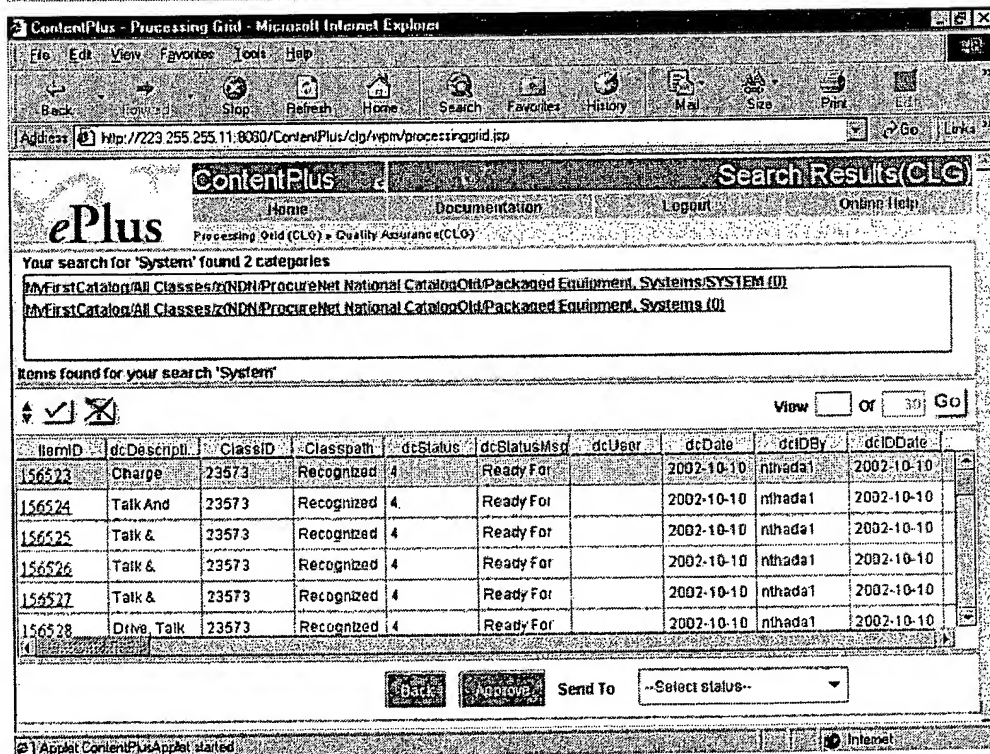 ContentPlus - Processing Grid - Microsoft Internet Explorer
File Edit View Favorites Tools Help
Back Forward Stop Refresh Home Search Favorites History Mail Size Print Edit
Address http://223.255.255.11:8080/ContentPlus/clg/wpm/processinggrid.jsp Go Links
ePlus
ContentPlus Search Results(CLG)
Home Documentation Logout Online Help
Processing Grid (CLG) » Quality Assurance(CLG)
Your search for 'System' found 2 categories
MyFirstCatalog/All Classes/z(NDN/ProcureNet National CatalogOld/Packaged Equipment, Systems/SYSTEM (0)
MyFirstCatalog/All Classes/z(NDN/ProcureNet National CatalogOld/Packaged Equipment, Systems (0)
Items found for your search 'System'
View Of 30 Go
ItemID dcDescripti.. ClassID Classpath dcStatus dcStatusMsg dcUser dcDate dcIDBy dcIDDate
156523 Charge 23573 Recognized 4 Ready For 2002-10-10 nthada1 2002-10-10
156524 Talk And 23573 Recognized 4 Ready For 2002-10-10 nthada1 2002-10-10
156525 Talk & 23573 Recognized 4 Ready For 2002-10-10 nthada1 2002-10-10
156526 Talk & 23573 Recognized 4 Ready For 2002-10-10 nthada1 2002-10-10
156527 Talk & 23573 Recognized 4 Ready For 2002-10-10 nthada1 2002-10-10
156528 Drive, Talk 23573 Recognized 4 Ready For 2002-10-10 nthada1 2002-10-10
Back Approve Send To --Select status--
Applet ContentPlusApplet started Internet